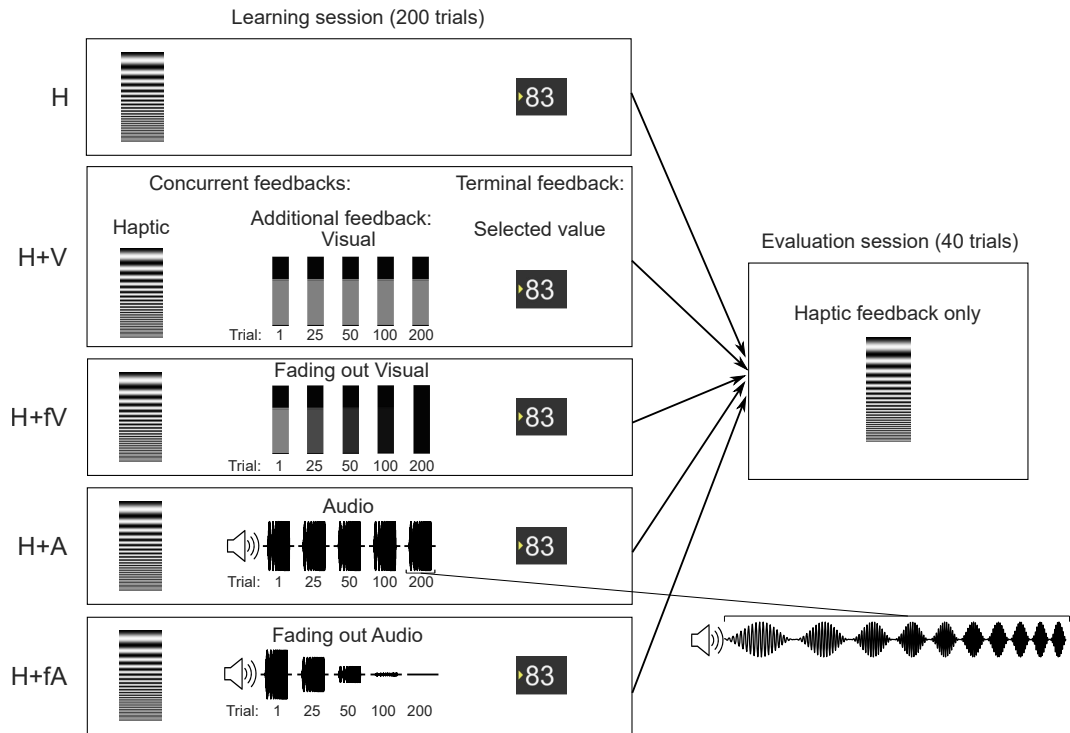 Learning session (200 trials)
H
83
H+V
Concurrent feedbacks:
Terminal feedback:
Haptic
Additional feedback:
Visual
Selected value
83
Trial: 1 25 50 100 200
H+fV
Fading out Visual
83
Trial: 1 25 50 100 200
H+A
Audio
83
Trial: 1 25 50 100 200
H+fA
Fading out Audio
83
Trial: 1 25 50 100 200
Evaluation session (40 trials)
Haptic feedback only